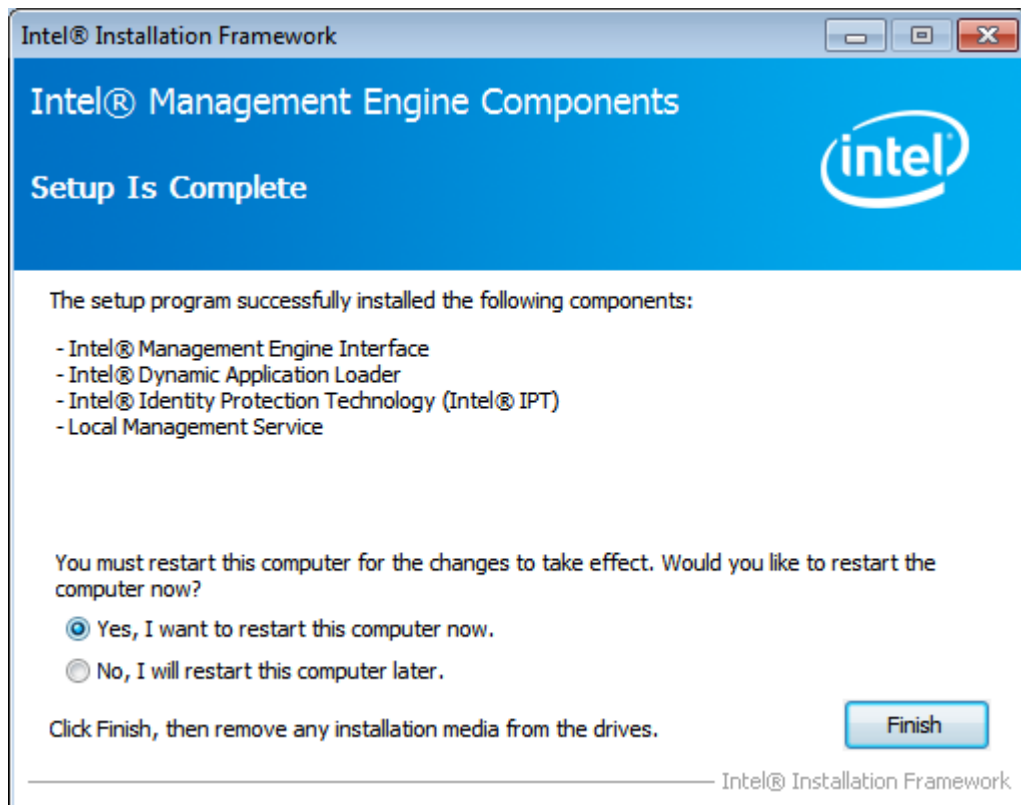 Intel® Installation Framework
Intel® Management Engine Components
Setup Is Complete
intel
The setup program successfully installed the following components:
- Intel® Management Engine Interface
- Intel® Dynamic Application Loader
- Intel® Identity Protection Technology (Intel® IPT)
- Local Management Service
You must restart this computer for the changes to take effect. Would you like to restart the
computer now?
Yes, I want to restart this computer now.
No, I will restart this computer later.
Click Finish, then remove any installation media from the drives.
Finish
Intel® Installation Framework